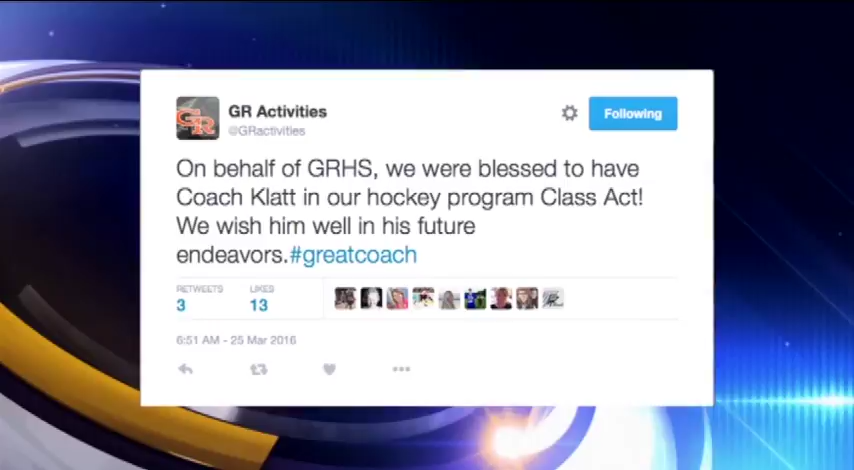 GR
GR Activities
@GRactivities
Following
On behalf of GRHS, we were blessed to have
Coach Klatt in our hockey program Class Act!
We wish him well in his future
endeavors.#greatcoach
RETWEETS LIKES
3 13
6:51 AM - 25 Mar 2016